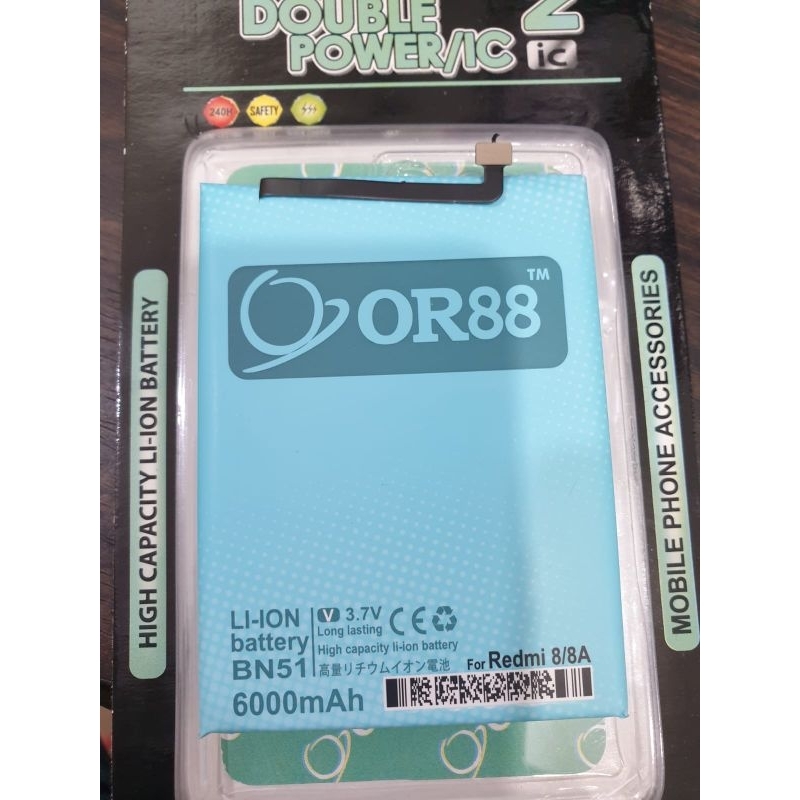 DOUBLE 2
POWER/IC ic
240H SAFETY
HIGH CAPACITY LI-ION BATTERY
OR88 TM
MOBILE PHONE ACCESSORIES
LI-ION
battery
BN51
6000mAh
V 3.7V
Long lasting
High capacity li-ion battery
高量リチウムイオン電池
CE
For Redmi 8/8A